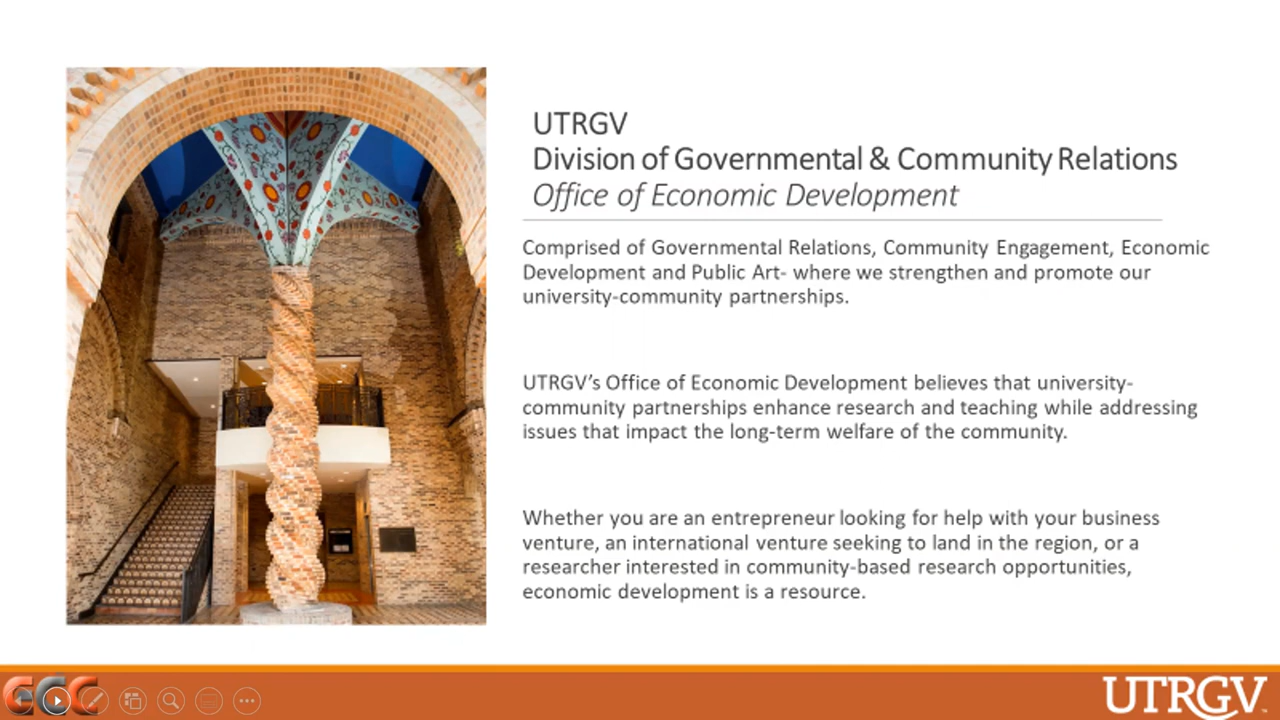 UTRGV
Division of Governmental & Community Relations
Office of Economic Development
Comprised of Governmental Relations, Community Engagement, Economic
Development and Public Art- where we strengthen and promote our
university-community partnerships.
UTRGV's Office of Economic Development believes that university-
community partnerships enhance research and teaching while addressing
issues that impact the long-term welfare of the community.
Whether you are an entrepreneur looking for help with your business
venture, an international venture seeking to land in the region, or a
researcher interested in community-based research opportunities,
economic development is a resource.
UTRGV